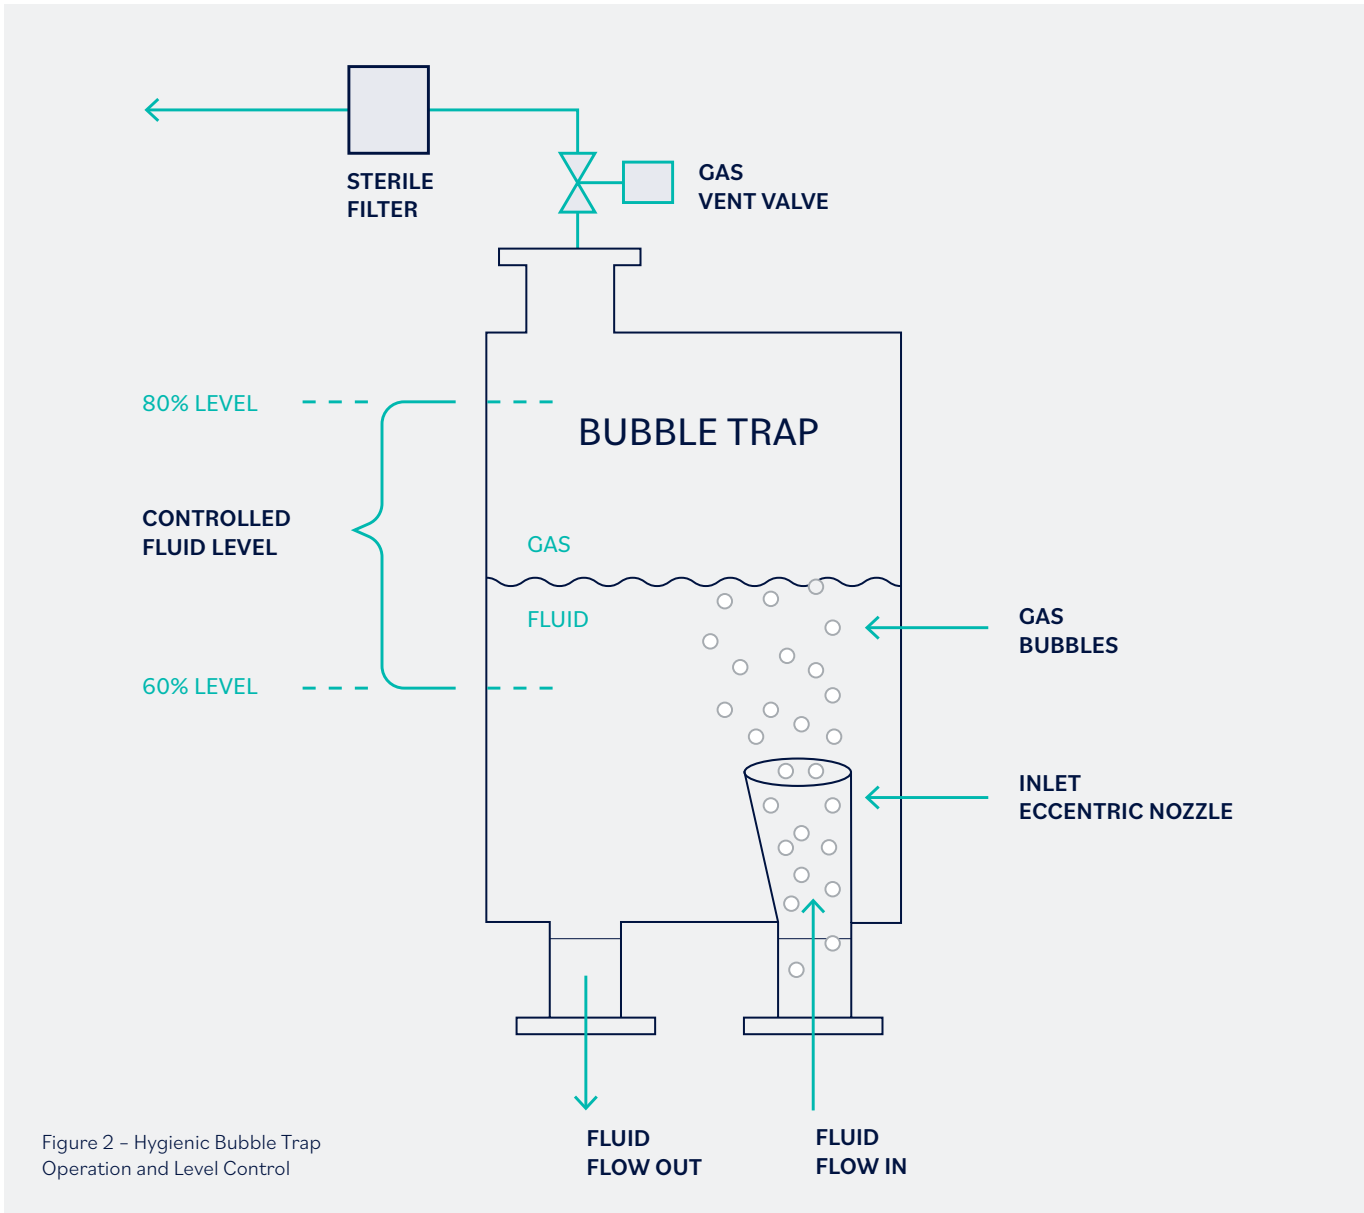 STERILE
FILTER
GAS
VENT VALVE
80% LEVEL
BUBBLE TRAP
CONTROLLED
FLUID LEVEL
GAS
FLUID
GAS
BUBBLES
60% LEVEL
INLET
ECCENTRIC NOZZLE
FLUID
FLOW OUT
FLUID
FLOW IN
Figure 2 – Hygienic Bubble Trap
Operation and Level Control